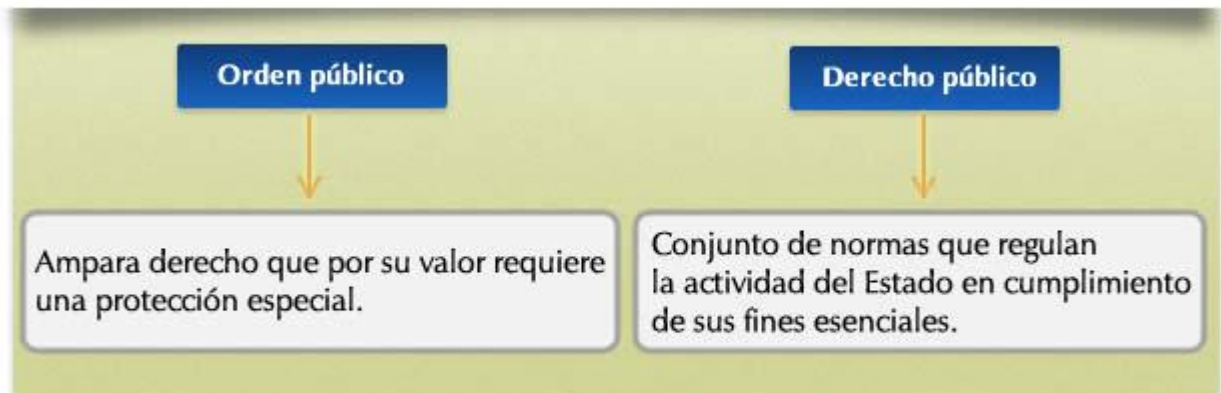 Orden público
Ampara derecho que por su valor requiere
una protección especial.
Derecho público
Conjunto de normas que regulan
la actividad del Estado en cumplimiento
de sus fines esenciales.